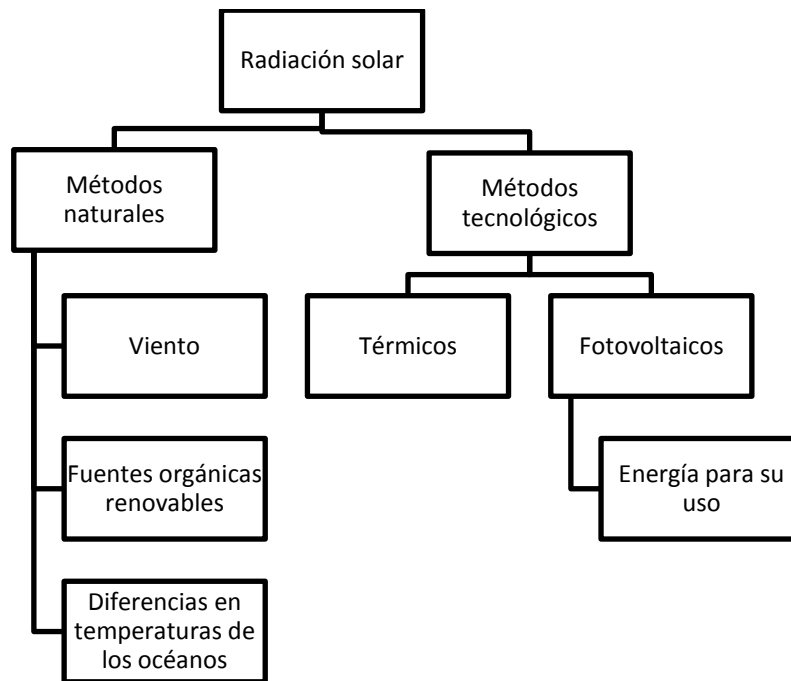 Radiación solar
Métodos
naturales
Métodos
tecnológicos
Viento
Térmicos
Fotovoltaicos
Fuentes orgánicas
renovables
Energía para su
uso
Diferencias en
temperaturas de
los océanos